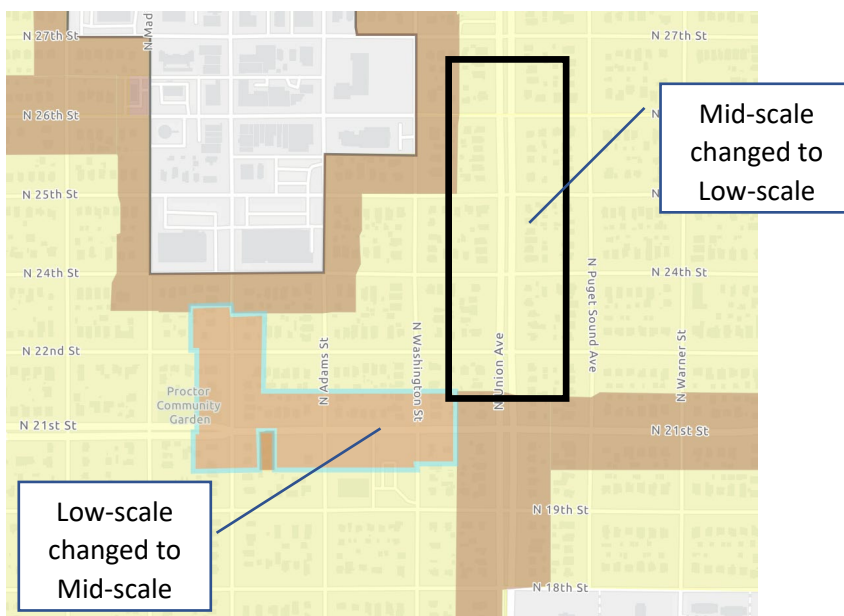 N 27th St
N Mad
N 27th St
N 26th St
N
Mid-scale
changed to
Low-scale
N 25th St
N
N 24th St
N 24th St
N Puget Sound Ave
N 22nd St
N Adams St
N Washington St
N Union Ave
N Warner St
Proctor
Community
Garden
N 21st St
N 21st St
Low-scale
changed to
Mid-scale
N 19th St
N 18th St